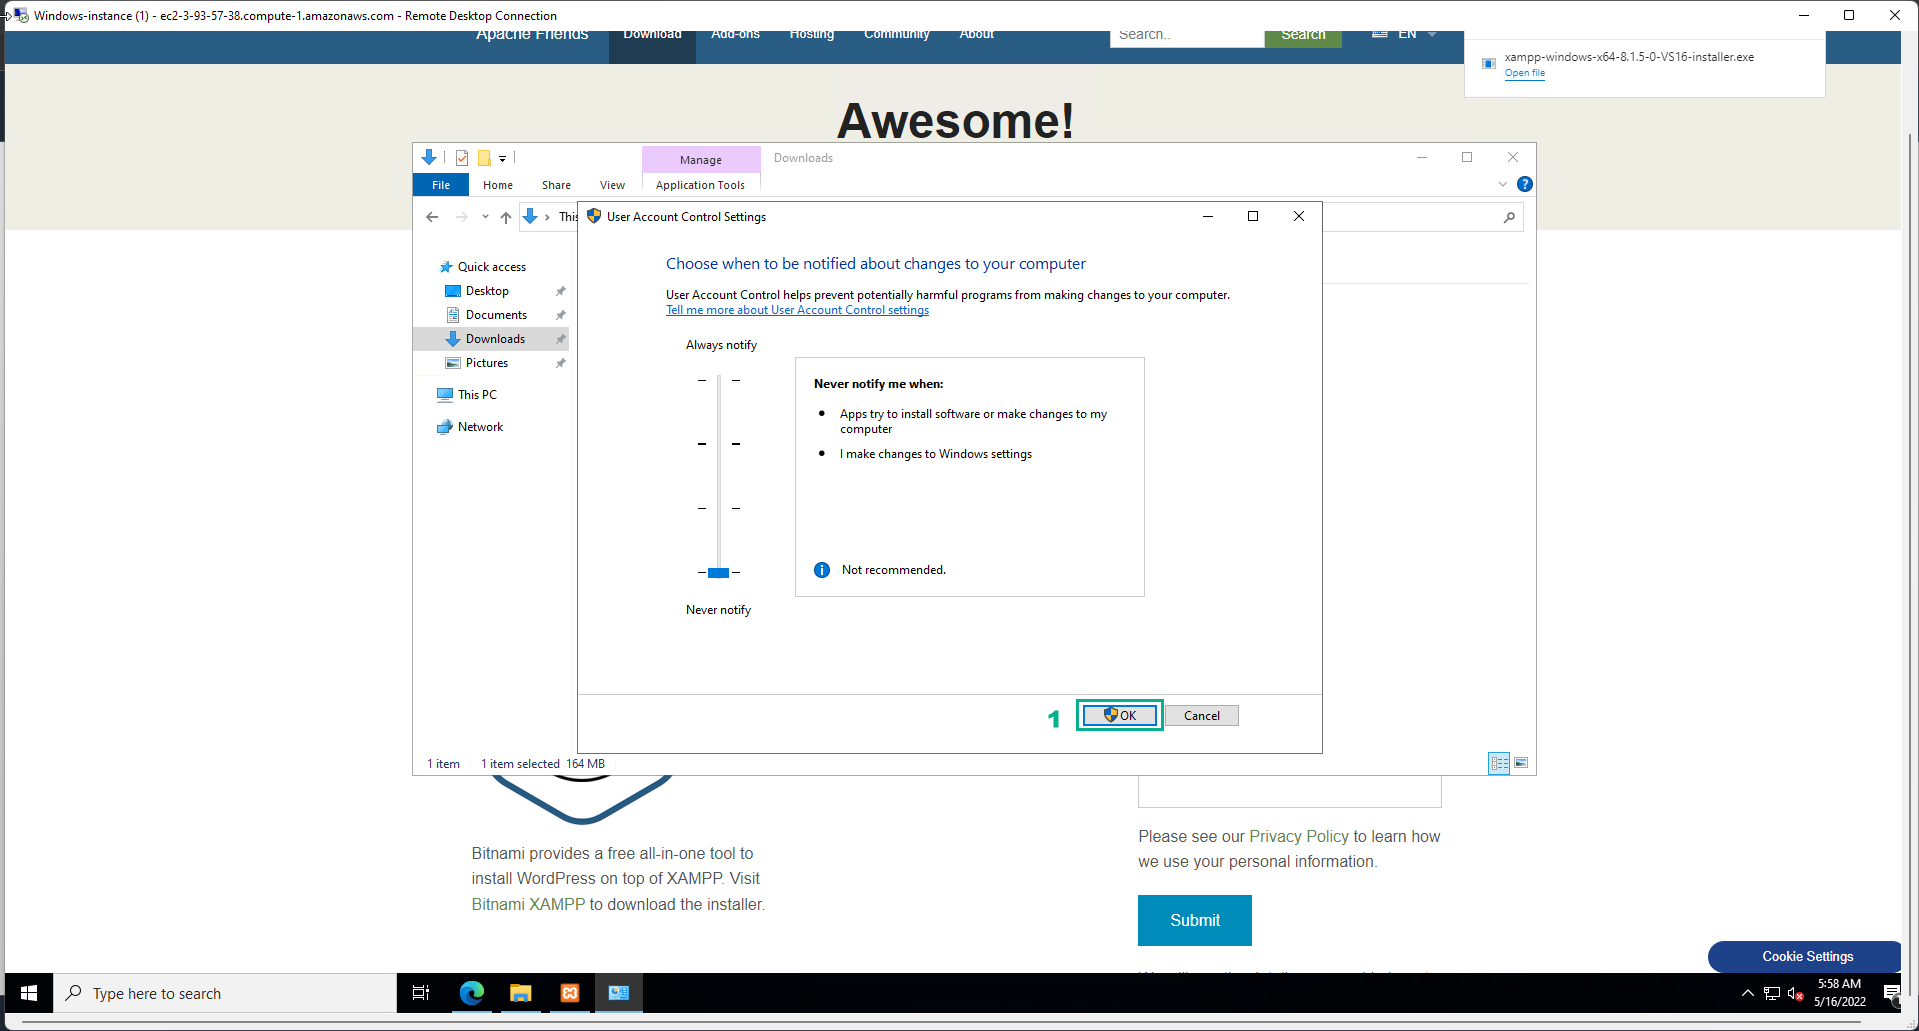 Windows-instance (1) - ec2-3-93-57-38.compute-1.amazonaws.com - Remote Desktop Connection
Apache Friends Download Add-ons Hosting Community About Search.. Search EN
xampp-windows-x64-8.1.5-0-VS16-installer.exe
Open file
Awesome!
Manage Downloads
File Home Share View Application Tools
This
User Account Control Settings
Choose when to be notified about changes to your computer
User Account Control helps prevent potentially harmful programs from making changes to your computer.
Tell me more about User Account Control settings
Quick access
Desktop
Documents
Downloads
Pictures
This PC
Network
Always notify
Never notify me when:
Apps try to install software or make changes to my
computer
I make changes to Windows settings
Not recommended.
Never notify
1 OK Cancel
1 item 1 item selected 164 MB
Bitnami provides a free all-in-one tool to
install WordPress on top of XAMPP. Visit
Bitnami XAMPP to download the installer.
Please see our Privacy Policy to learn how
we use your personal information.
Submit
Cookie Settings
Type here to search
5:58 AM
5/16/2022